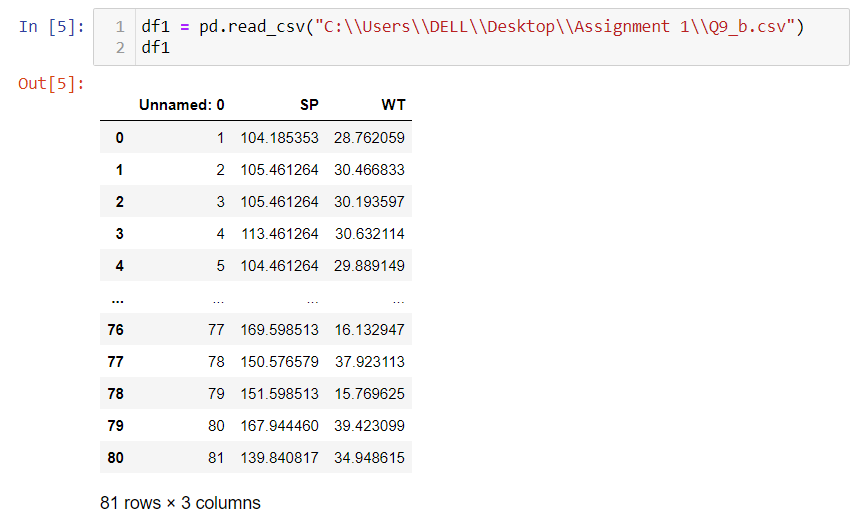 In [5]: 1 df1 = pd.read_csv("C:\\Users\\DELL\\Desktop\\Assignment 1\\Q9_b.csv")
2 df1
Out[5]:
Unnamed: 0 SP WT
0 1 104.185353 28.762059
1 2 105.461264 30.466833
2 3 105.461264 30.193597
3 4 113.461264 30.632114
4 5 104.461264 29.889149
... ... ... ...
76 77 169.598513 16.132947
77 78 150.576579 37.923113
78 79 151.598513 15.769625
79 80 167.944460 39.423099
80 81 139.840817 34.948615
81 rows × 3 columns